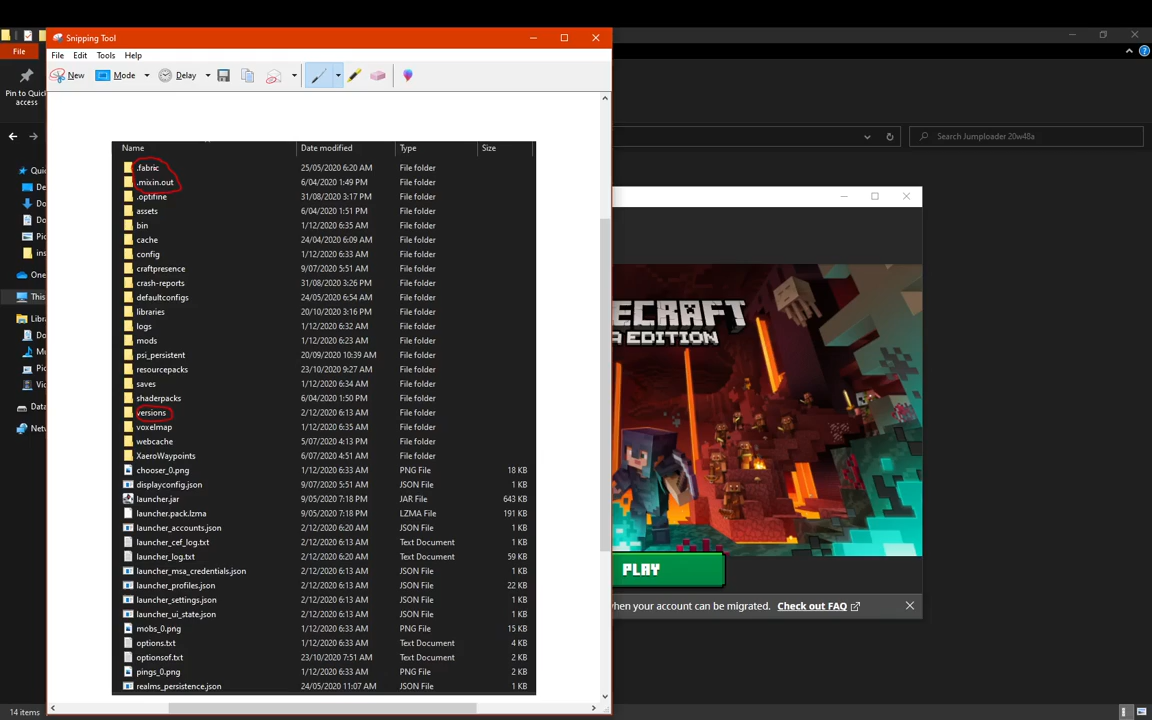 Snipping Tool
File
File Edit Tools Help
Pin to Quick
access
New Mode Delay
Search Jumploader 20w48a
Name Date modified Type Size
.fabric 25/05/2020 6:20 AM File folder
.mixin.out 6/04/2020 1:49 PM File folder
.optifine 31/08/2020 3:17 PM File folder
assets 6/04/2020 1:51 PM File folder
bin 1/12/2020 6:35 AM File folder
cache 24/04/2020 6:09 AM File folder
config 1/12/2020 6:33 AM File folder
craftpresence 9/07/2020 5:51 AM File folder
crash-reports 31/08/2020 3:26 PM File folder
defaultconfigs 24/05/2020 6:54 AM File folder
libraries 20/10/2020 3:16 PM File folder
logs 1/12/2020 6:32 AM File folder
mods 1/12/2020 6:23 AM File folder
psi_persistent 20/09/2020 10:39 AM File folder
resourcepacks 23/10/2020 9:27 AM File folder
saves 1/12/2020 6:34 AM File folder
shaderpacks 6/04/2020 1:50 PM File folder
versions 2/12/2020 6:13 AM File folder
voxelmap 1/12/2020 6:35 AM File folder
webcache 5/07/2020 4:13 PM File folder
XaeroWaypoints 6/07/2020 4:51 AM File folder
chooser_0.png 1/12/2020 6:33 AM PNG File 18 KB
displayconfig.json 9/07/2020 5:51 AM JSON File 1 KB
launcher.jar 9/05/2020 7:18 PM JAR File 643 KB
launcher.pack.lzma 9/05/2020 7:18 PM LZMA File 191 KB
launcher_accounts.json 2/12/2020 6:20 AM JSON File 1 KB
launcher_cef_log.txt 2/12/2020 6:13 AM Text Document 1 KB
launcher_log.txt 2/12/2020 6:20 AM Text Document 59 KB
launcher_msa_credentials.json 2/12/2020 6:13 AM JSON File 1 KB
launcher_profiles.json 2/12/2020 6:13 AM JSON File 22 KB
launcher_settings.json 2/12/2020 6:13 AM JSON File 1 KB
launcher_ui_state.json 2/12/2020 6:13 AM JSON File 1 KB
mobs_0.png 1/12/2020 6:33 AM PNG File 15 KB
options.txt 1/12/2020 6:33 AM Text Document 4 KB
optionsof.txt 23/10/2020 7:51 AM Text Document 2 KB
pings_0.png 1/12/2020 6:33 AM PNG File 2 KB
realms_persistence.json 24/05/2020 11:07 AM JSON File 1 KB
Quic
De
Do
Do
Pic
ins
One
This
Libra
Do
Mu
Pic
Vid
Data
Netw
ECRAFT
A EDITION
PLAY
when your account can be migrated. Check out FAQ
14 items